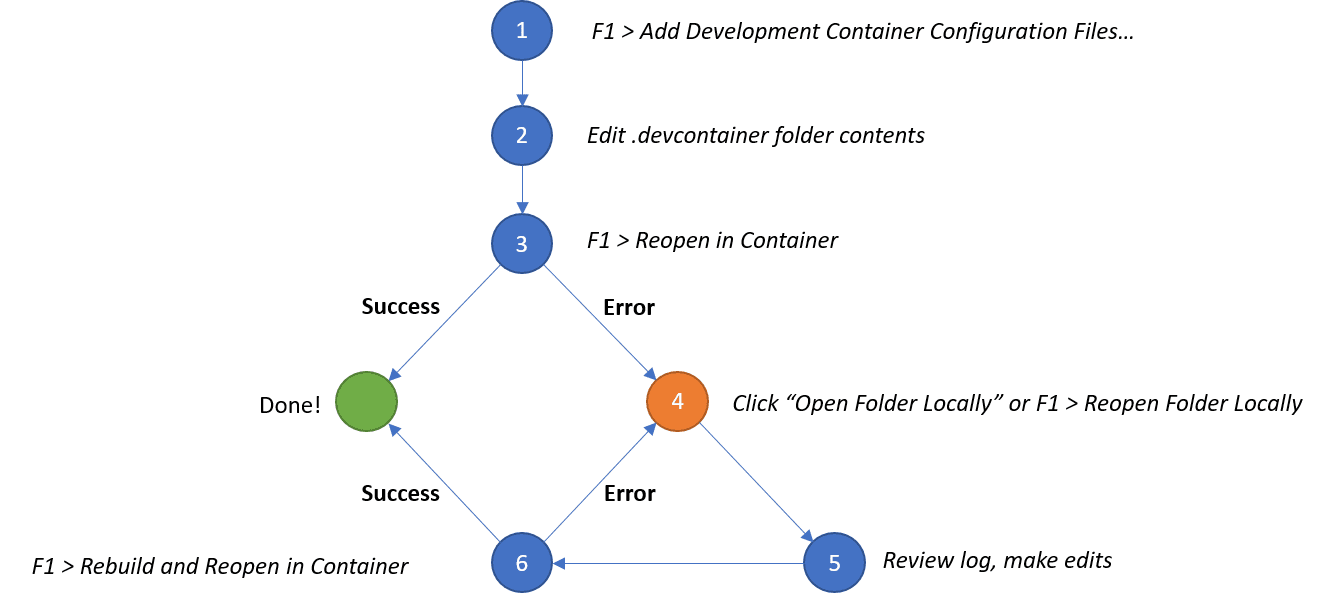 1
F1 > Add Development Container Configuration Files…
2
Edit .devcontainer folder contents
3
F1 > Reopen in Container
Success
Error
Done!
4
Click “Open Folder Locally” or F1 > Reopen Folder Locally
Success
Error
F1 > Rebuild and Reopen in Container
6
5
Review log, make edits